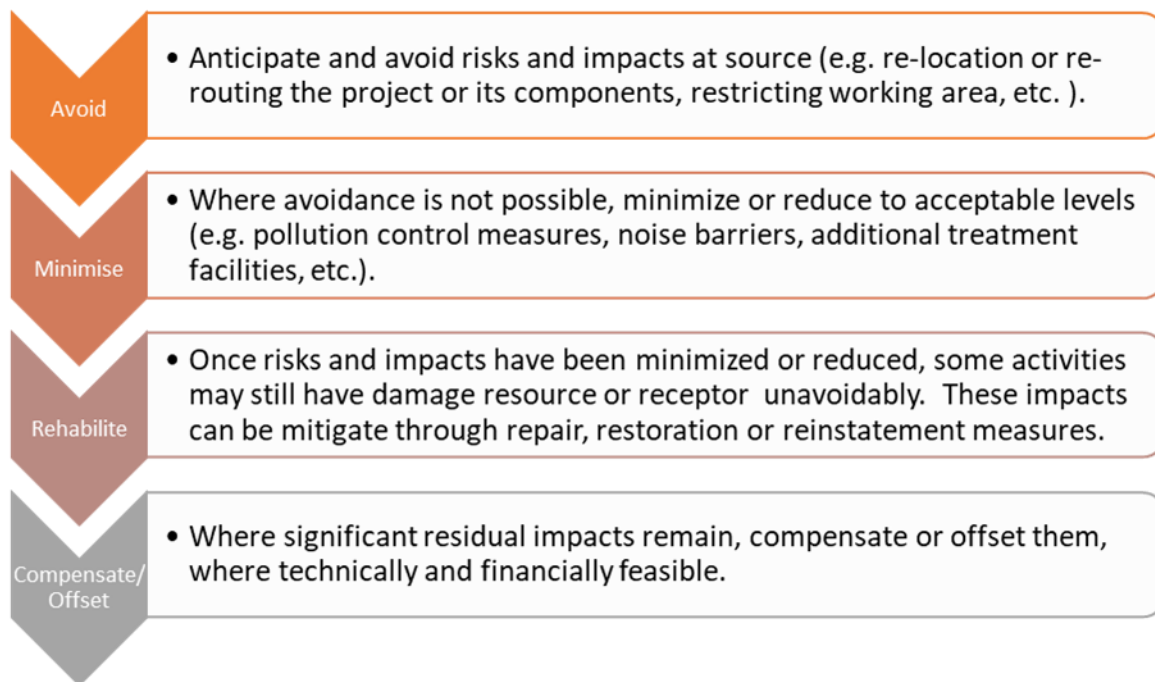 Avoid
• Anticipate and avoid risks and impacts at source (e.g. re-location or re-
routing the project or its components, restricting working area, etc. ).
Minimise
• Where avoidance is not possible, minimize or reduce to acceptable levels
(e.g. pollution control measures, noise barriers, additional treatment
facilities, etc.).
Rehabilite
• Once risks and impacts have been minimized or reduced, some activities
may still have damage resource or receptor  unavoidably.  These impacts
can be mitigate through repair, restoration or reinstatement measures.
Compensate/
Offset
• Where significant residual impacts remain, compensate or offset them,
where technically and financially feasible.